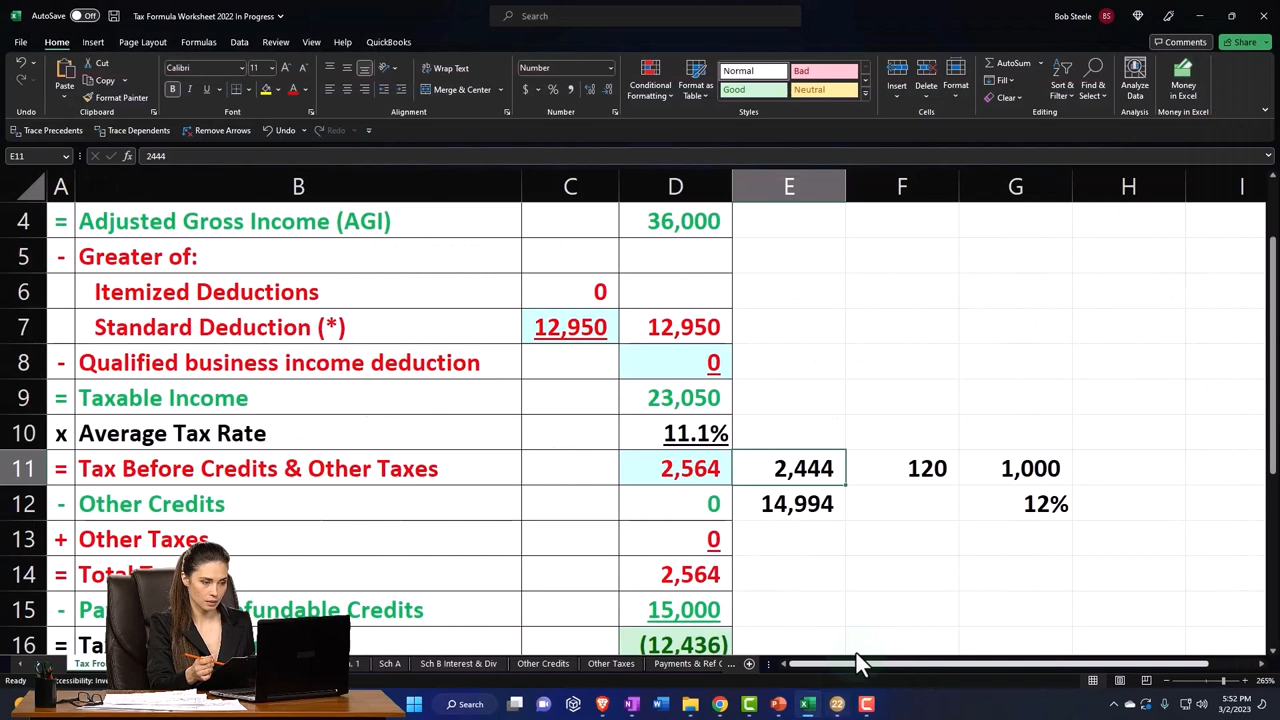 AutoSave Off Tax Formula Worksheet 2022 In Progress Search Bob Steele BS
File Home Insert Page Layout Formulas Data Review View Help QuickBooks Comments Share
Cut Calibri 11 Wrap Text Number Normal Bad AutoSum
Copy Fill
Paste Format Painter Merge & Center Conditional Formatting Format as Table Good Neutral Insert Delete Format Clear Sort & Filter Find & Select Analyze Data Money in Excel
Undo Clipboard Font Alignment Number Styles Cells Editing Analysis Money in Excel
Trace Precedents Trace Dependents Remove Arrows Undo Redo
E11 fx 2444
A B C D E F G H I
4 = Adjusted Gross Income (AGI) 36,000
5 - Greater of:
6 Itemized Deductions 0
7 Standard Deduction (*) 12,950 12,950
8 - Qualified business income deduction 0
9 = Taxable Income 23,050
10 x Average Tax Rate 11.1%
11 = Tax Before Credits & Other Taxes 2,564 2,444 120 1,000
12 - Other Credits 0 14,994 12%
13 + Other Taxes 0
14 = 2,564
15 - 15,000
16 = (12,436)
Sch A Sch B Interest & Div Other Credits Other Taxes Payments & Ref C ...
Ready 265%
Search 22 5:52 PM
3/2/2023